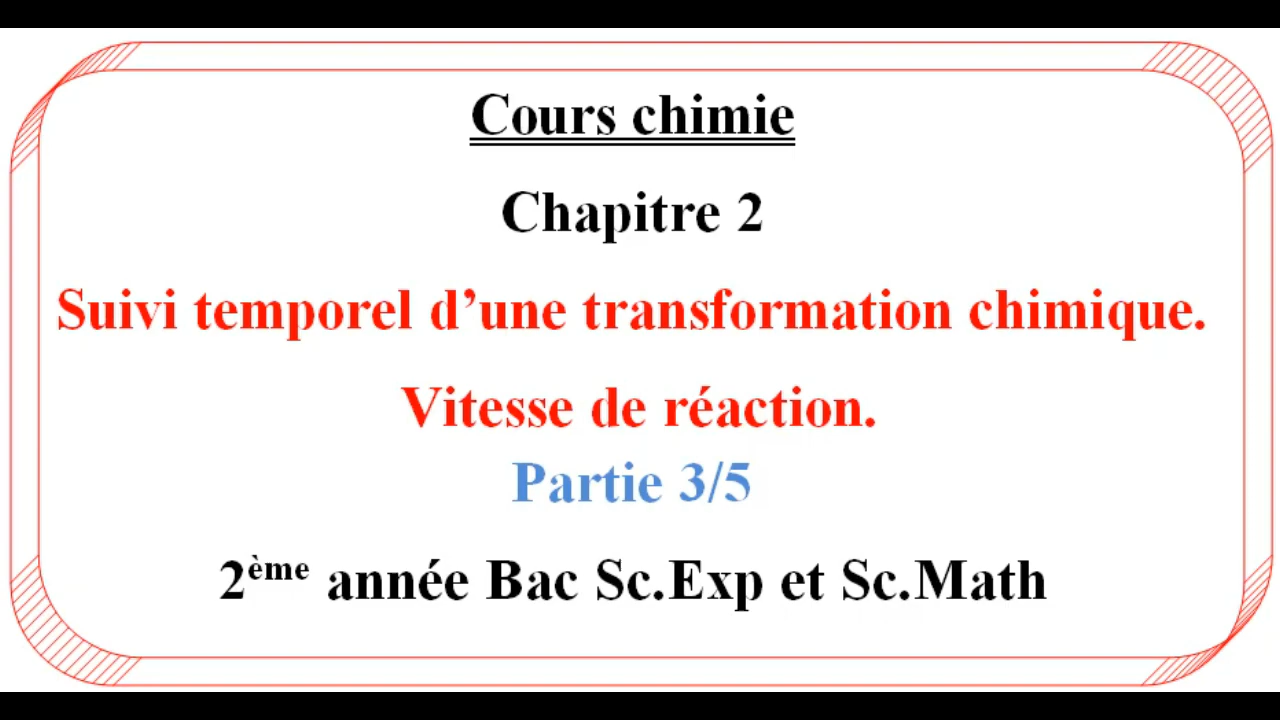 Cours chimie
Chapitre 2
Suivi temporel d’une transformation chimique.
Vitesse de réaction.
Partie 3/5
2ème année Bac Sc.Exp et Sc.Math